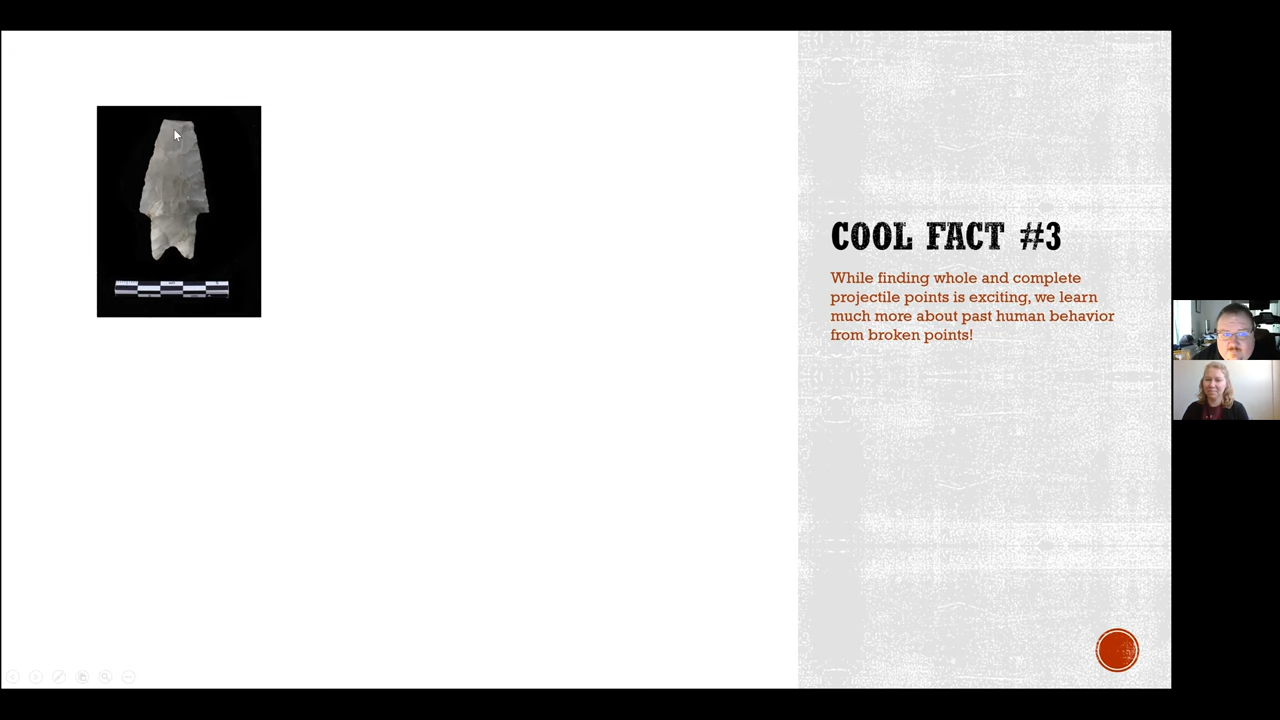 COOL FACT #3
While finding whole and complete
projectile points is exciting, we learn
much more about past human behavior
from broken points!